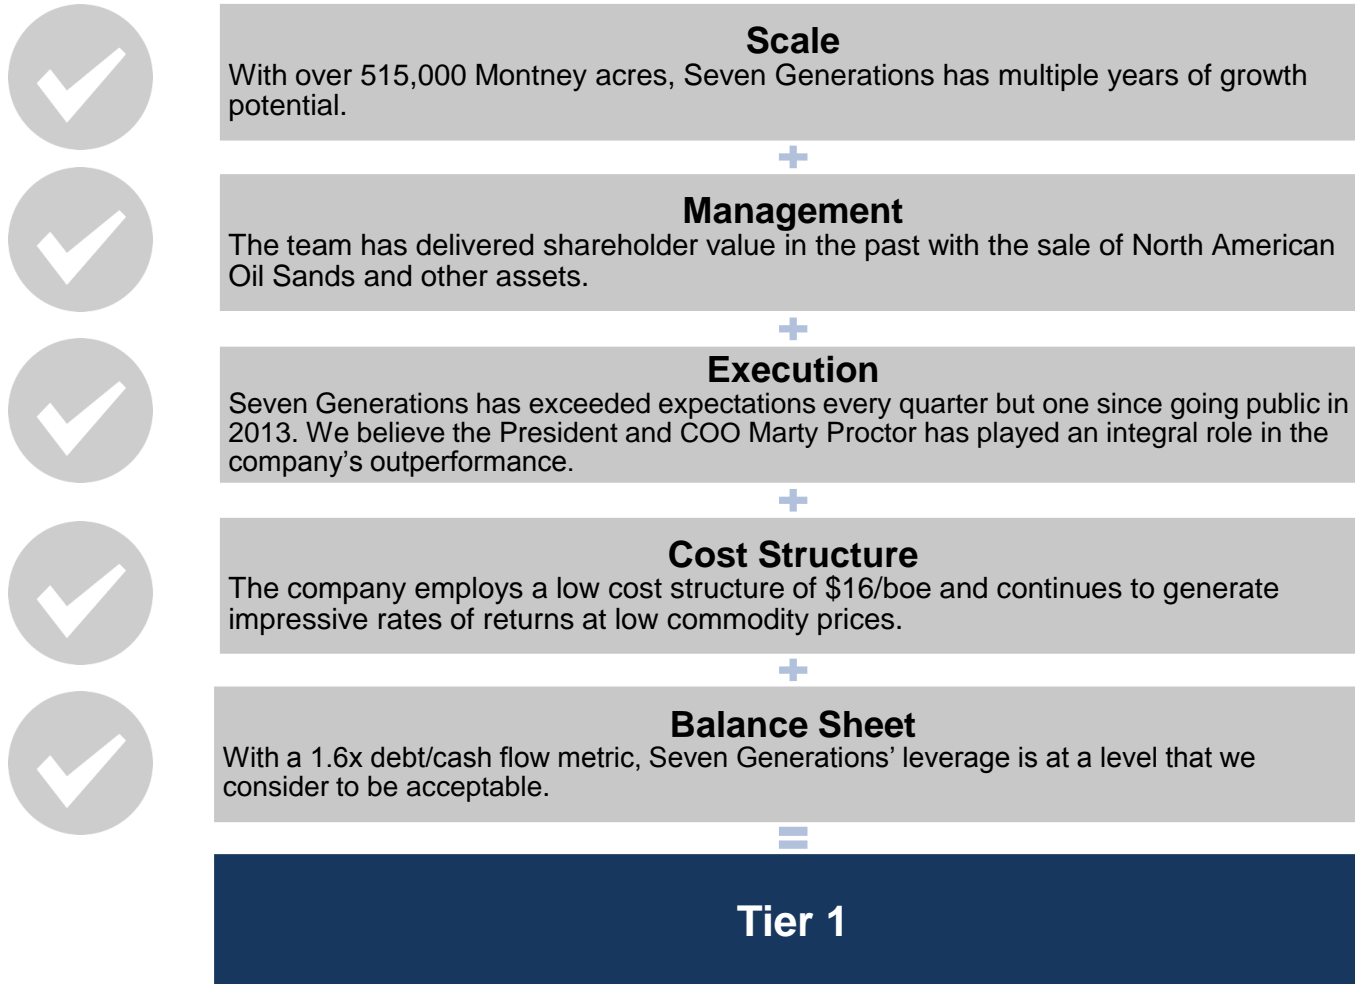 Scale
With over 515,000 Montney acres, Seven Generations has multiple years of growth
potential.
+
Management
The team has delivered shareholder value in the past with the sale of North American
Oil Sands and other assets.
+
Execution
Seven Generations has exceeded expectations every quarter but one since going public in
2013. We believe the President and COO Marty Proctor has played an integral role in the
company’s outperformance.
+
Cost Structure
The company employs a low cost structure of $16/boe and continues to generate
impressive rates of returns at low commodity prices.
+
Balance Sheet
With a 1.6x debt/cash flow metric, Seven Generations’ leverage is at a level that we
consider to be acceptable.
=
Tier 1